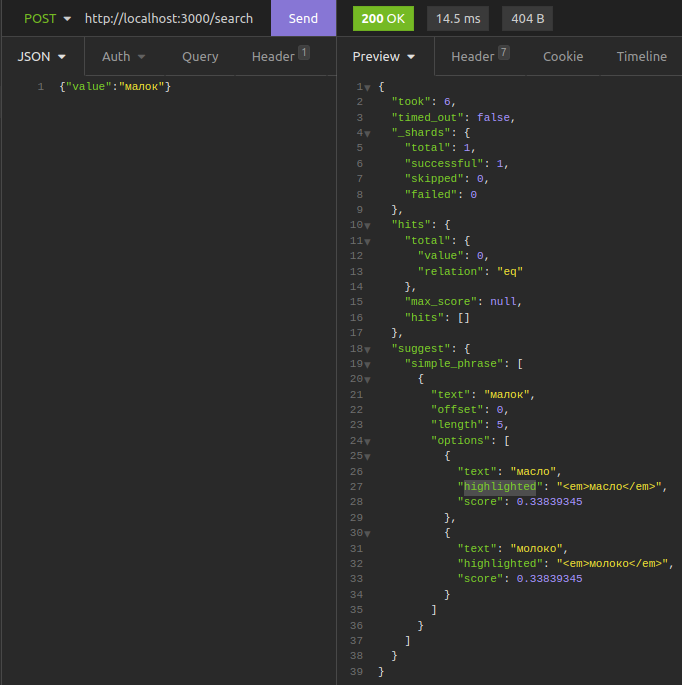 POST http://localhost:3000/search Send 200 OK 14.5 ms 404 B
JSON Auth Query Header 1 Preview Header 7 Cookie Timeline
1 {"value":"малок"}
1 {
2 "took": 6,
3 "timed_out": false,
4 "_shards": {
5 "total": 1,
6 "successful": 1,
7 "skipped": 0,
8 "failed": 0
9 },
10 "hits": {
11 "total": {
12 "value": 0,
13 "relation": "eq"
14 },
15 "max_score": null,
16 "hits": []
17 },
18 "suggest": {
19 "simple_phrase": [
20 {
21 "text": "малок",
22 "offset": 0,
23 "length": 5,
24 "options": [
25 {
26 "text": "масло",
27 "highlighted": "<em>масло</em>",
28 "score": 0.33839345
29 },
30 {
31 "text": "молоко",
32 "highlighted": "<em>молоко</em>",
33 "score": 0.33839345
34 }
35 ]
36 }
37 ]
38 }
39 }